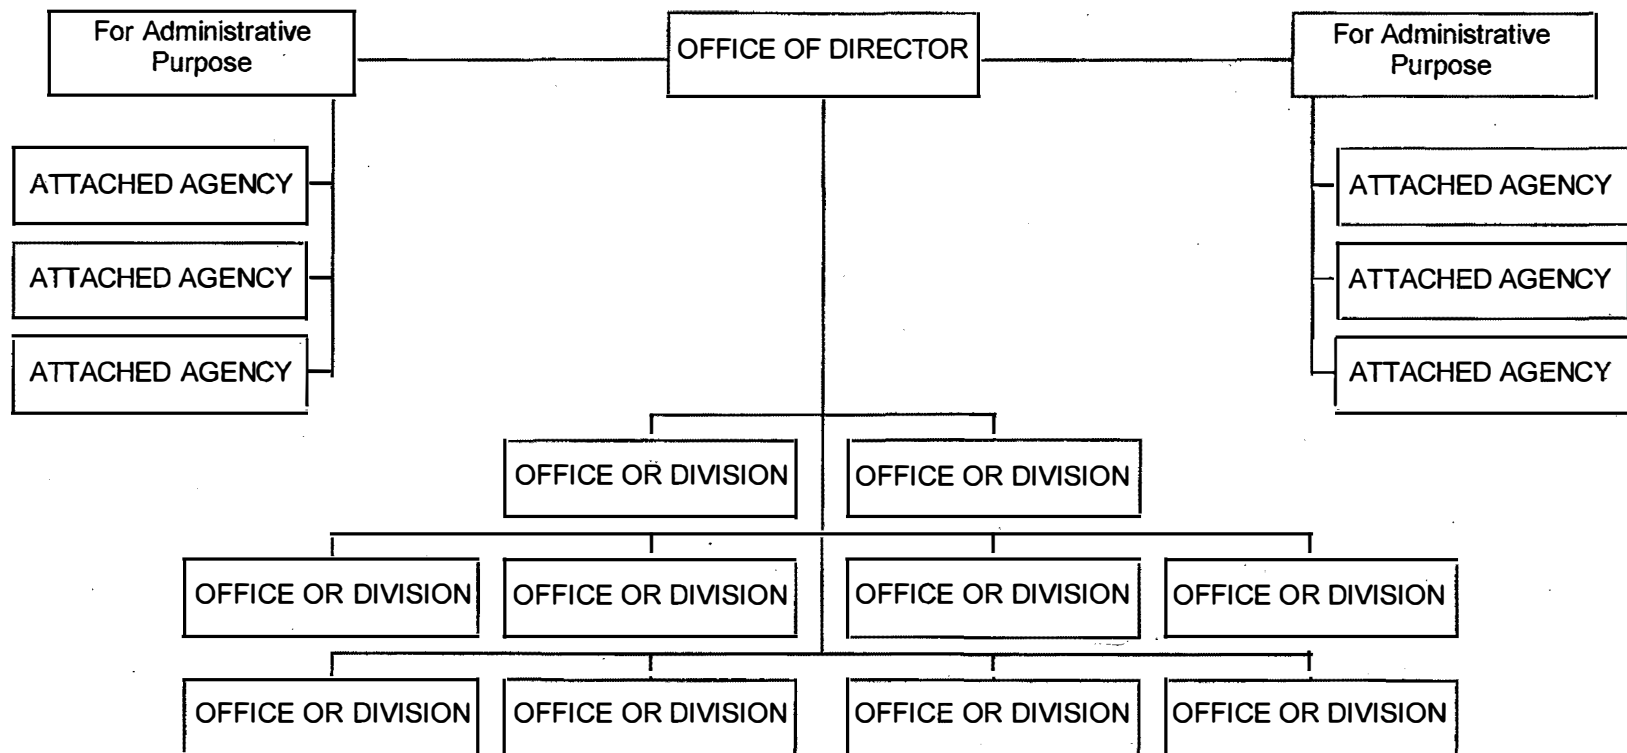 For Administrative
Purpose
OFFICE OF DIRECTOR
For Administrative
Purpose
ATTACHED AGENCY
ATTACHED AGENCY
ATTACHED AGENCY
ATTACHED AGENCY
ATTACHED AGENCY
ATTACHED AGENCY
OFFICE OR DIVISION
OFFICE OR DIVISION
OFFICE OR DIVISION
OFFICE OR DIVISION
OFFICE OR DIVISION
OFFICE OR DIVISION
OFFICE OR DIVISION
OFFICE OR DIVISION
OFFICE OR DIVISION
OFFICE OR DIVISION